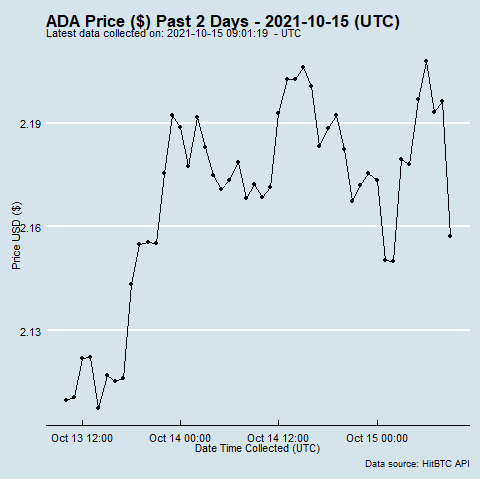 ADA Price ($) Past 2 Days - 2021-10-15 (UTC)
Latest data collected on: 2021-10-15 09:01:19 - UTC
2.19
2.16
2.13
Price USD ($)
Oct 13 12:00 Oct 14 00:00 Oct 14 12:00 Oct 15 00:00
Date Time Collected (UTC)
Data source: HitBTC API